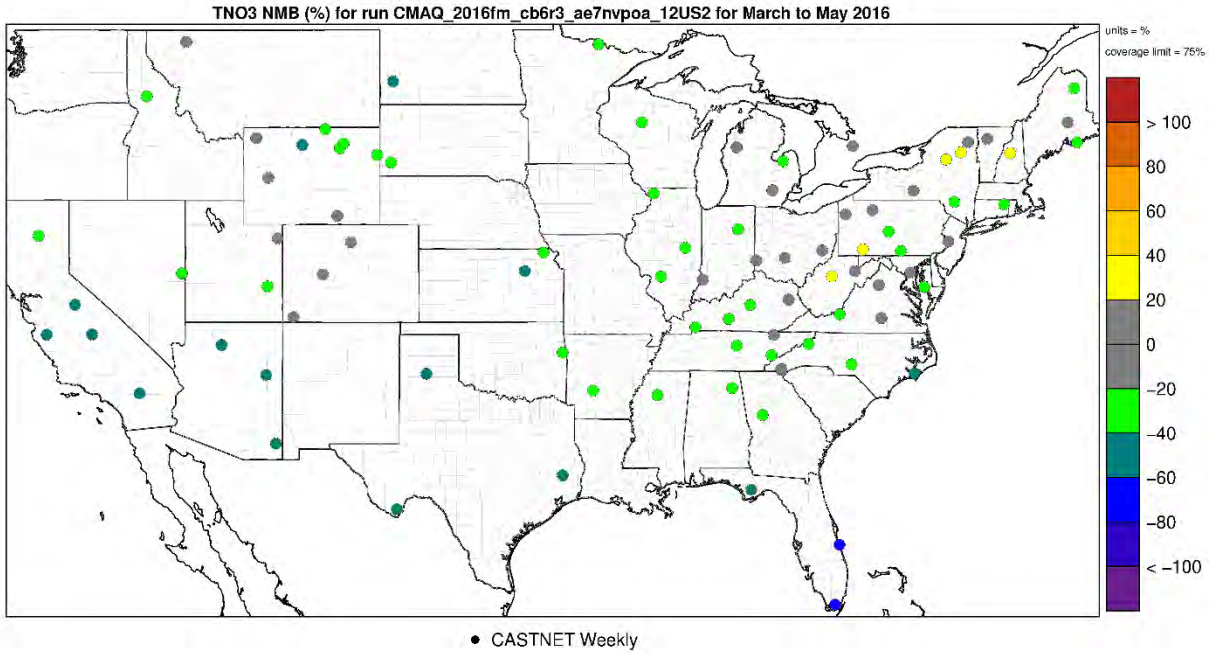 TNO3 NMB (%) for run CMAQ_2016fm_cb6r3_ae7nvpoa_12US2 for March to May 2016
units = %
coverage limit = 75%
> 100
80
60
40
20
0
−20
−40
−60
−80
< −100
CASTNET Weekly